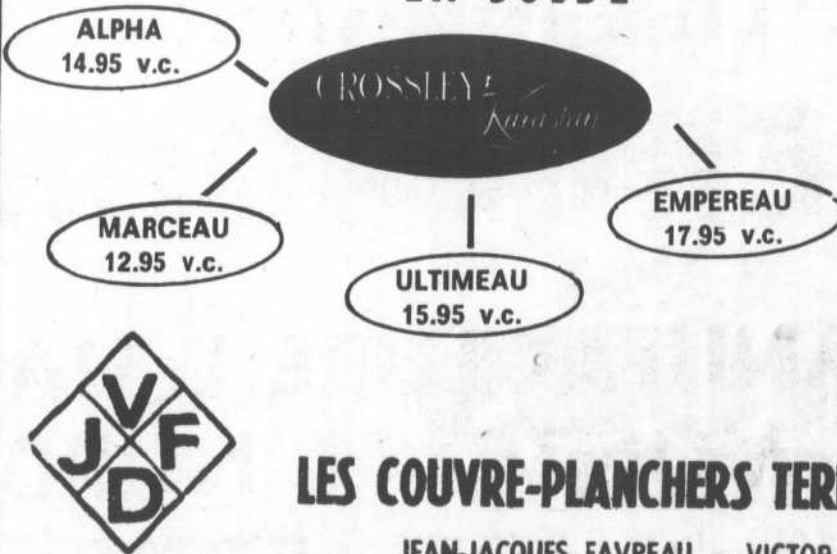 ALPHA
14.95 v.c.
CROSSLEY
Karastan
MARCEAU
12.95 v.c.
EMPEREAU
17.95 v.c.
ULTIMEAU
15.95 v.c.
V
J F
D
LES COUVRE-PLANCHERS
JEAN-JACQUES FAVREAU